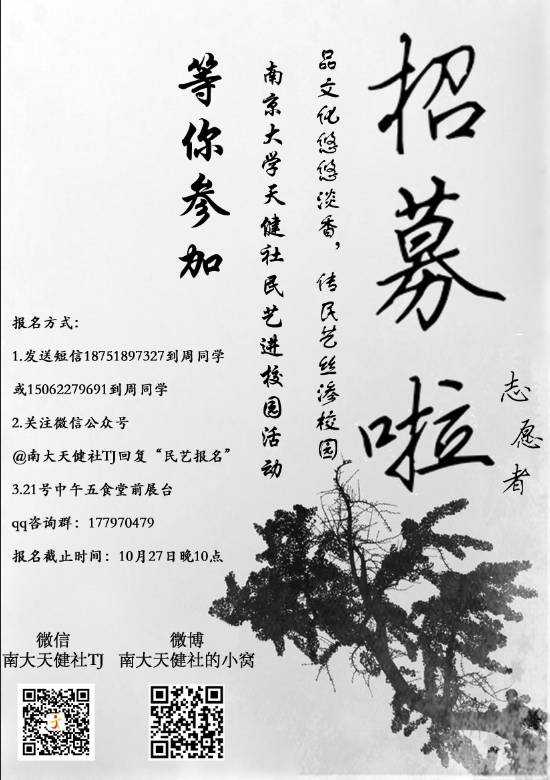 招募啦
志愿者
品文化悠悠淡香，传民艺丝渗校园
南京大学天健社民艺进校园活动
等你参加
报名方式：
1.发送短信18751897327到周同学
或15062279691到周同学
2.关注微信公众号
@南大天健社TJ回复“民艺报名”
3.21号中午五食堂前展台
qq咨询群：177970479
报名截止时间：10月27日晚10点
微信
南大天健社TJ
微博
南大天健社的小窝